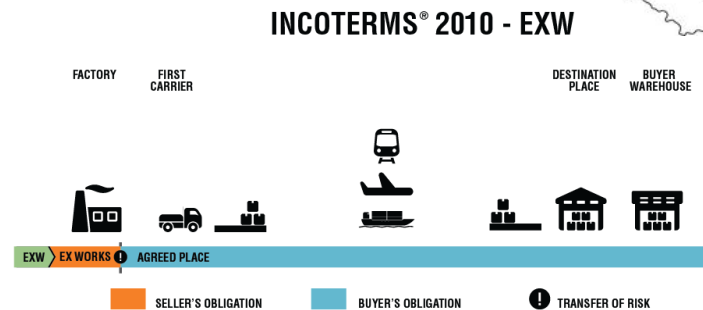 INCOTERMS® 2010 - EXW
FACTORY
FIRST
CARRIER
DESTINATION
PLACE
BUYER
WAREHOUSE
EXW EX WORKS ! AGREED PLACE
SELLER'S OBLIGATION
BUYER'S OBLIGATION
! TRANSFER OF RISK